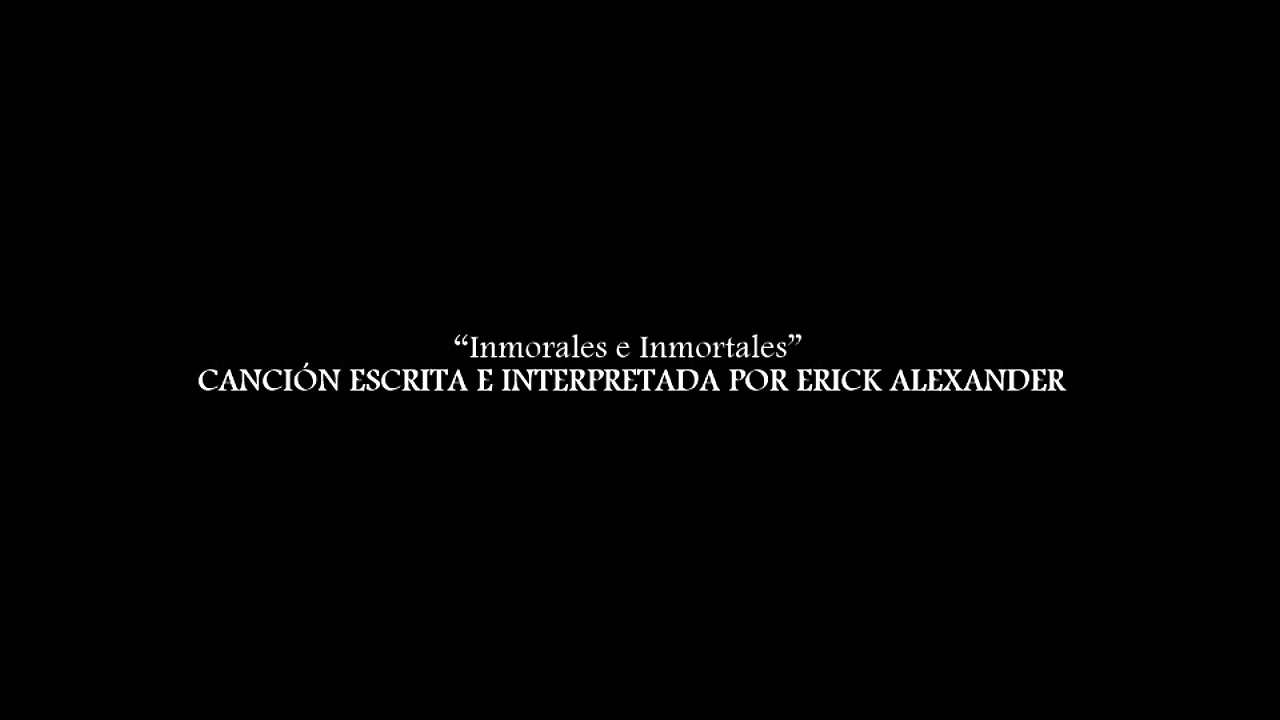 “Inmorales e Inmortales”
CANCIÓN ESCRITA E INTERPRETADA POR ERICK ALEXANDER